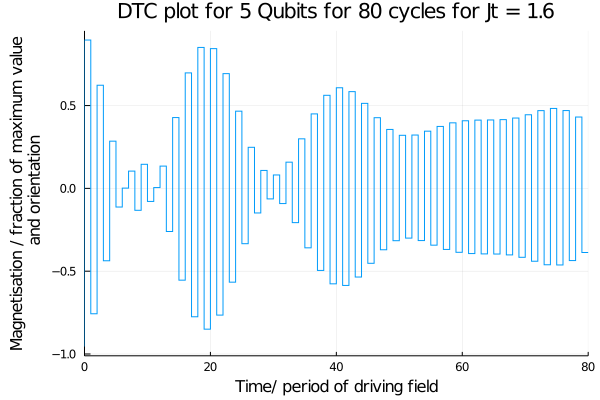 DTC plot for 5 Qubits for 80 cycles for Jt = 1.6
Magnetisation / fraction of maximum value
and orientation
0.5
0.0
−0.5
−1.0
0
20
40
60
80
Time/ period of driving field